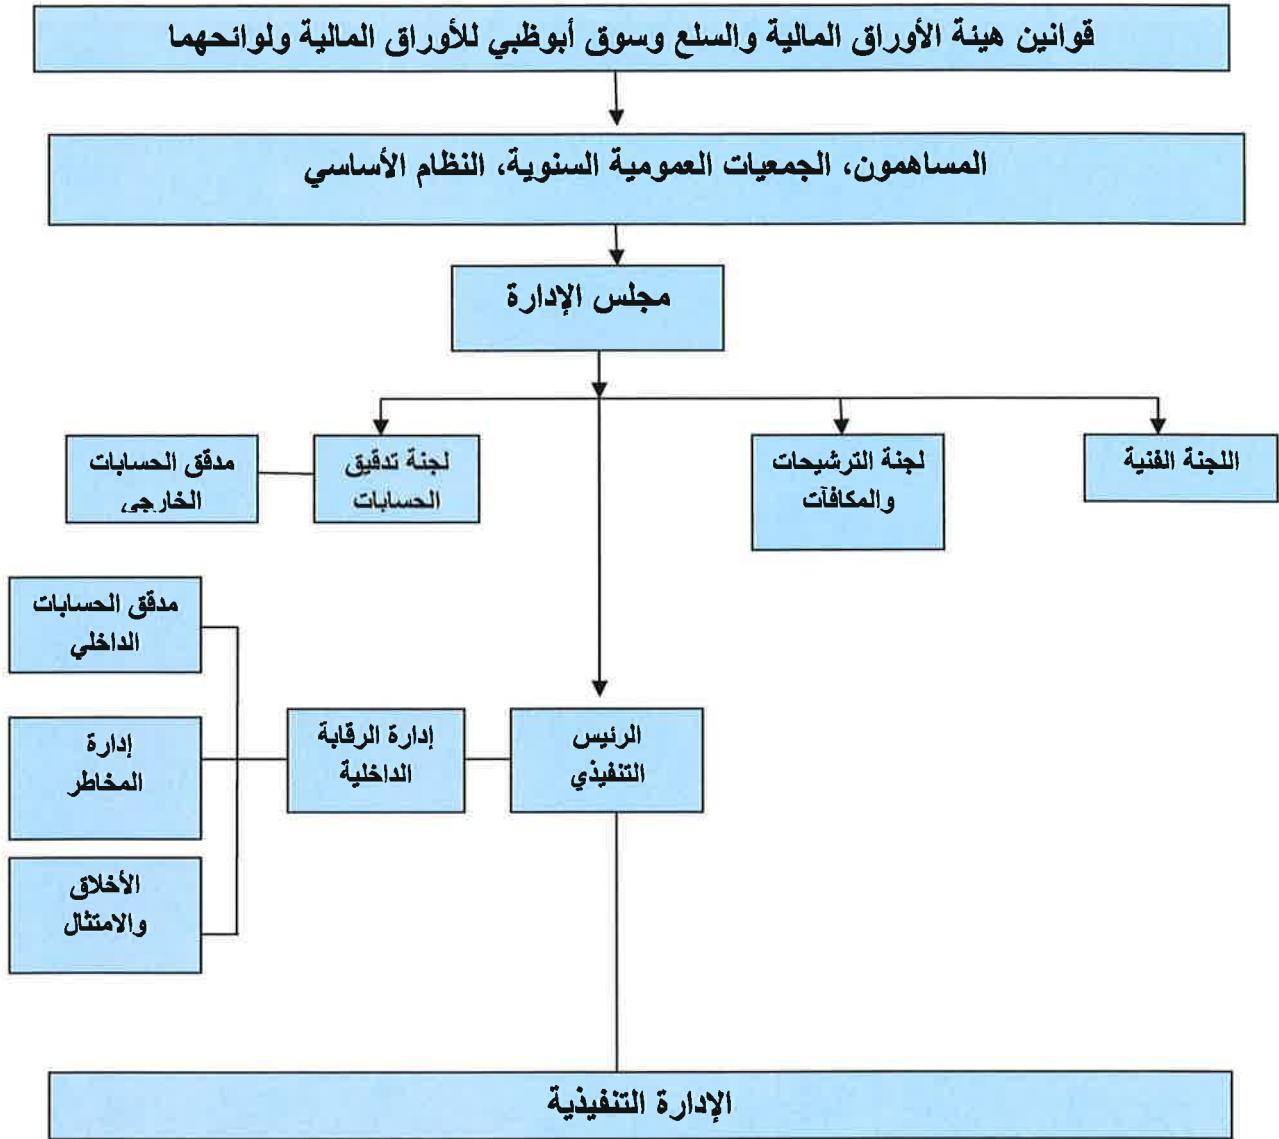 قوانين هيئة الأوراق المالية والسلع وسوق أبوظبي للأوراق المالية ولوائحهما
المساهمون، الجمعيات العمومية السنوية، النظام الأساسي
مجلس الإدارة
اللجنة الفنية
لجنة الترشيحات
والمكافآت
لجنة تدقيق
الحسابات
مدقق الحسابات
الخارجي
مدقق الحسابات
الداخلي
الرئيس
التنفيذي
إدارة الرقابة
الداخلية
إدارة
المخاطر
الأخلاق
والامتثال
الإدارة التنفيذية